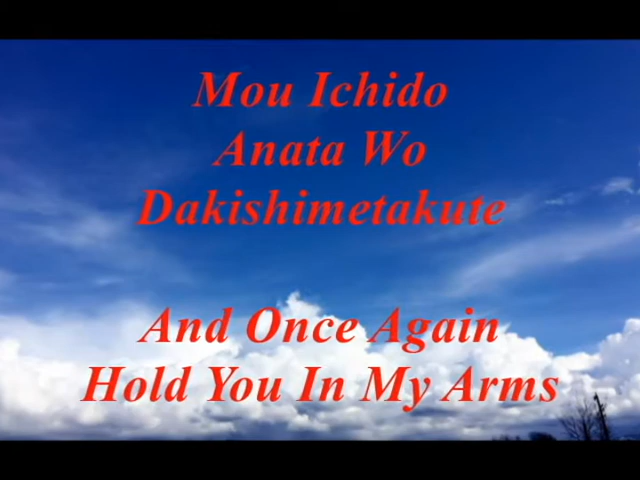 Mou Ichido
Anata Wo
Dakishimetakute
And Once Again
Hold You In My Arms